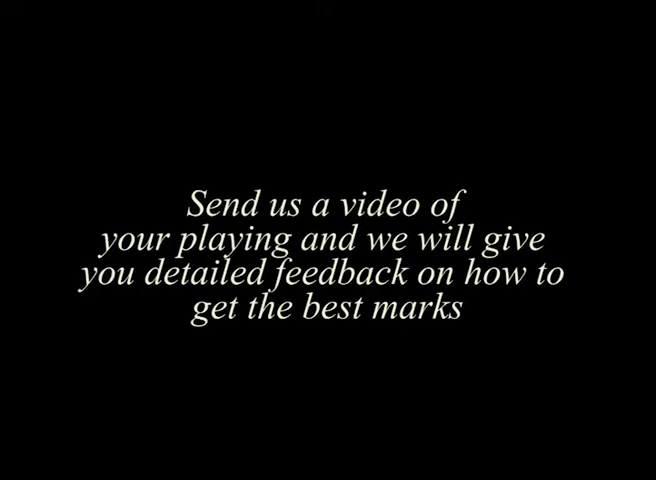 Send us a video of
your playing and we will give
you detailed feedback on how to
get the best marks